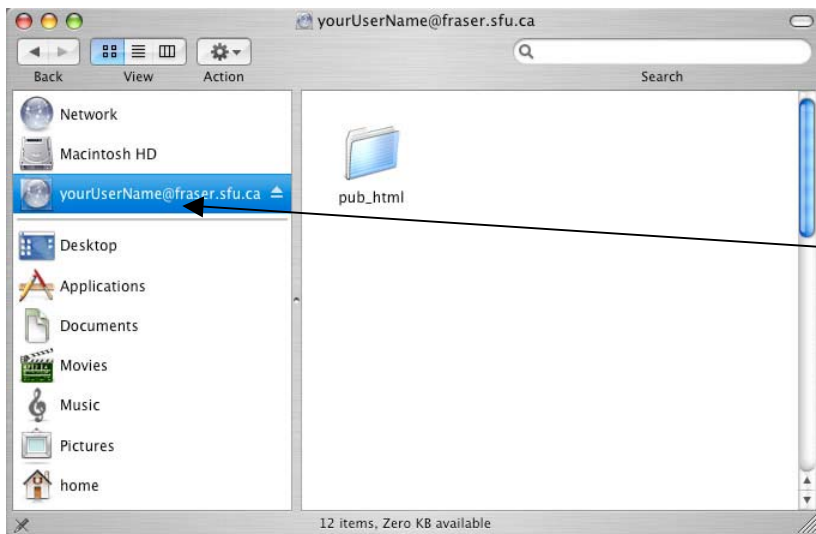 yourUserName@fraser.sfu.ca
Back View Action Search
Network
Macintosh HD
yourUserName@fraser.sfu.ca
Desktop
Applications
Documents
Movies
Music
Pictures
home
pub_html
12 items, Zero KB available